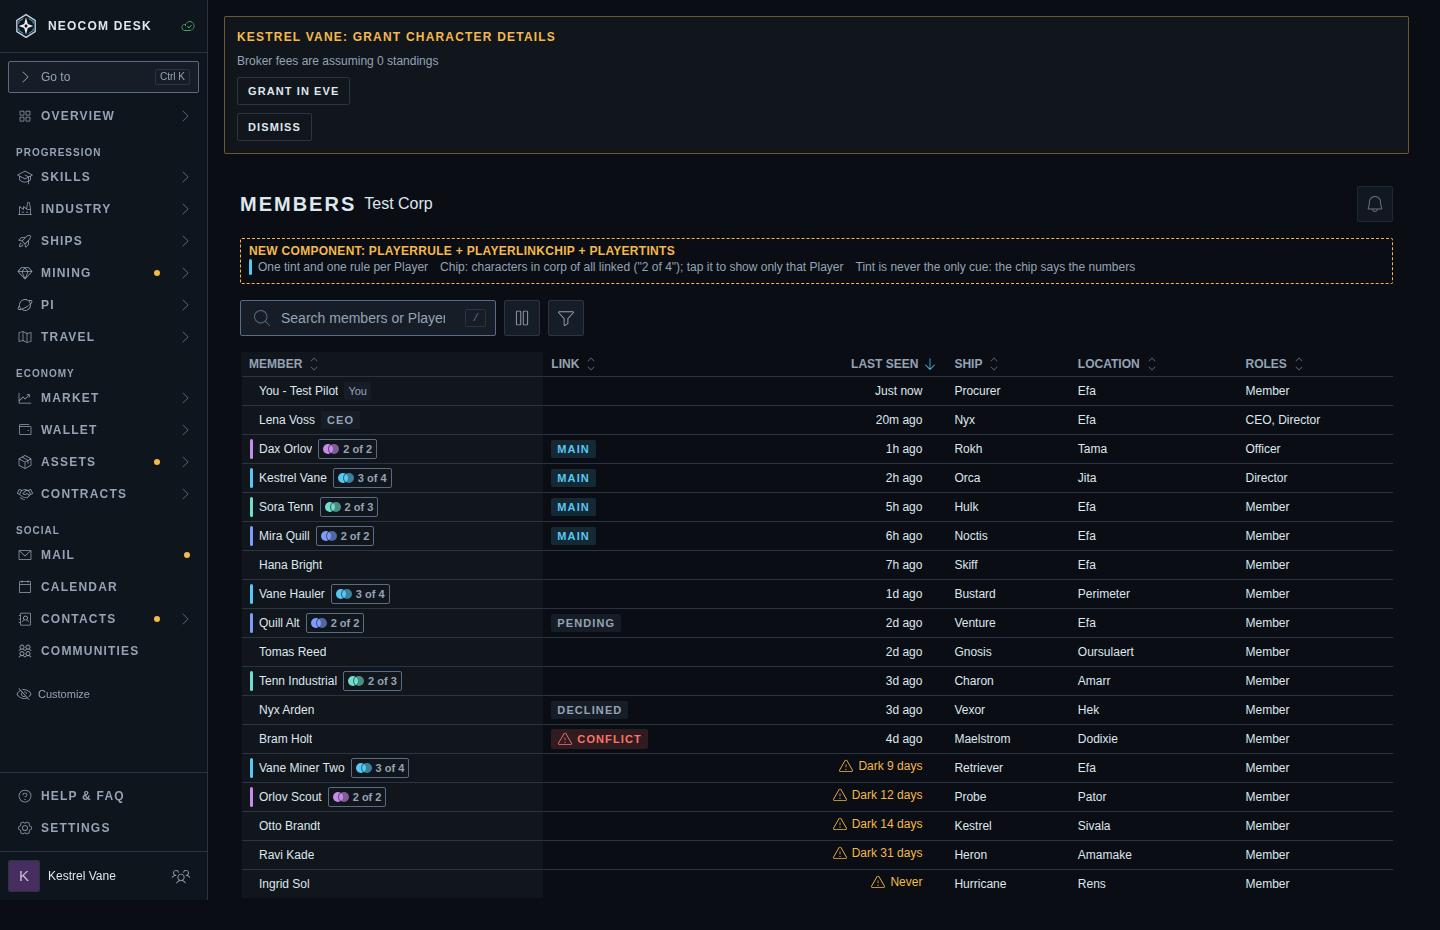 NEOCOM DESK
Go to Ctrl K
OVERVIEW
PROGRESSION
SKILLS
INDUSTRY
SHIPS
MINING
PI
TRAVEL
ECONOMY
MARKET
WALLET
ASSETS
CONTRACTS
SOCIAL
MAIL
CALENDAR
CONTACTS
COMMUNITIES
Customize
HELP & FAQ
SETTINGS
K Kestrel Vane
KESTREL VANE: GRANT CHARACTER DETAILS
Broker fees are assuming 0 standings
GRANT IN EVE
DISMISS
MEMBERS Test Corp
NEW COMPONENT: PLAYERRULE + PLAYERLINKCHIP + PLAYERTINTS
One tint and one rule per Player Chip: characters in corp of all linked ("2 of 4"); tap it to show only that Player Tint is never the only cue: the chip says the numbers
Search members or Player /
MEMBER LINK LAST SEEN SHIP LOCATION ROLES
You - Test Pilot You Just now Procurer Efa Member
Lena Voss CEO 20m ago Nyx Efa CEO, Director
Dax Orlov 2 of 2 MAIN 1h ago Rokh Tama Officer
Kestrel Vane 3 of 4 MAIN 2h ago Orca Jita Director
Sora Tenn 2 of 3 MAIN 5h ago Hulk Efa Member
Mira Quill 2 of 2 MAIN 6h ago Noctis Efa Member
Hana Bright 7h ago Skiff Efa Member
Vane Hauler 3 of 4 1d ago Bustard Perimeter Member
Quill Alt 2 of 2 PENDING 2d ago Venture Efa Member
Tomas Reed 2d ago Gnosis Oursulaert Member
Tenn Industrial 2 of 3 3d ago Charon Amarr Member
Nyx Arden DECLINED 3d ago Vexor Hek Member
Bram Holt CONFLICT 4d ago Maelstrom Dodixie Member
Vane Miner Two 3 of 4 Dark 9 days Retriever Efa Member
Orlov Scout 2 of 2 Dark 12 days Probe Pator Member
Otto Brandt Dark 14 days Kestrel Sivala Member
Ravi Kade Dark 31 days Heron Amamake Member
Ingrid Sol Never Hurricane Rens Member